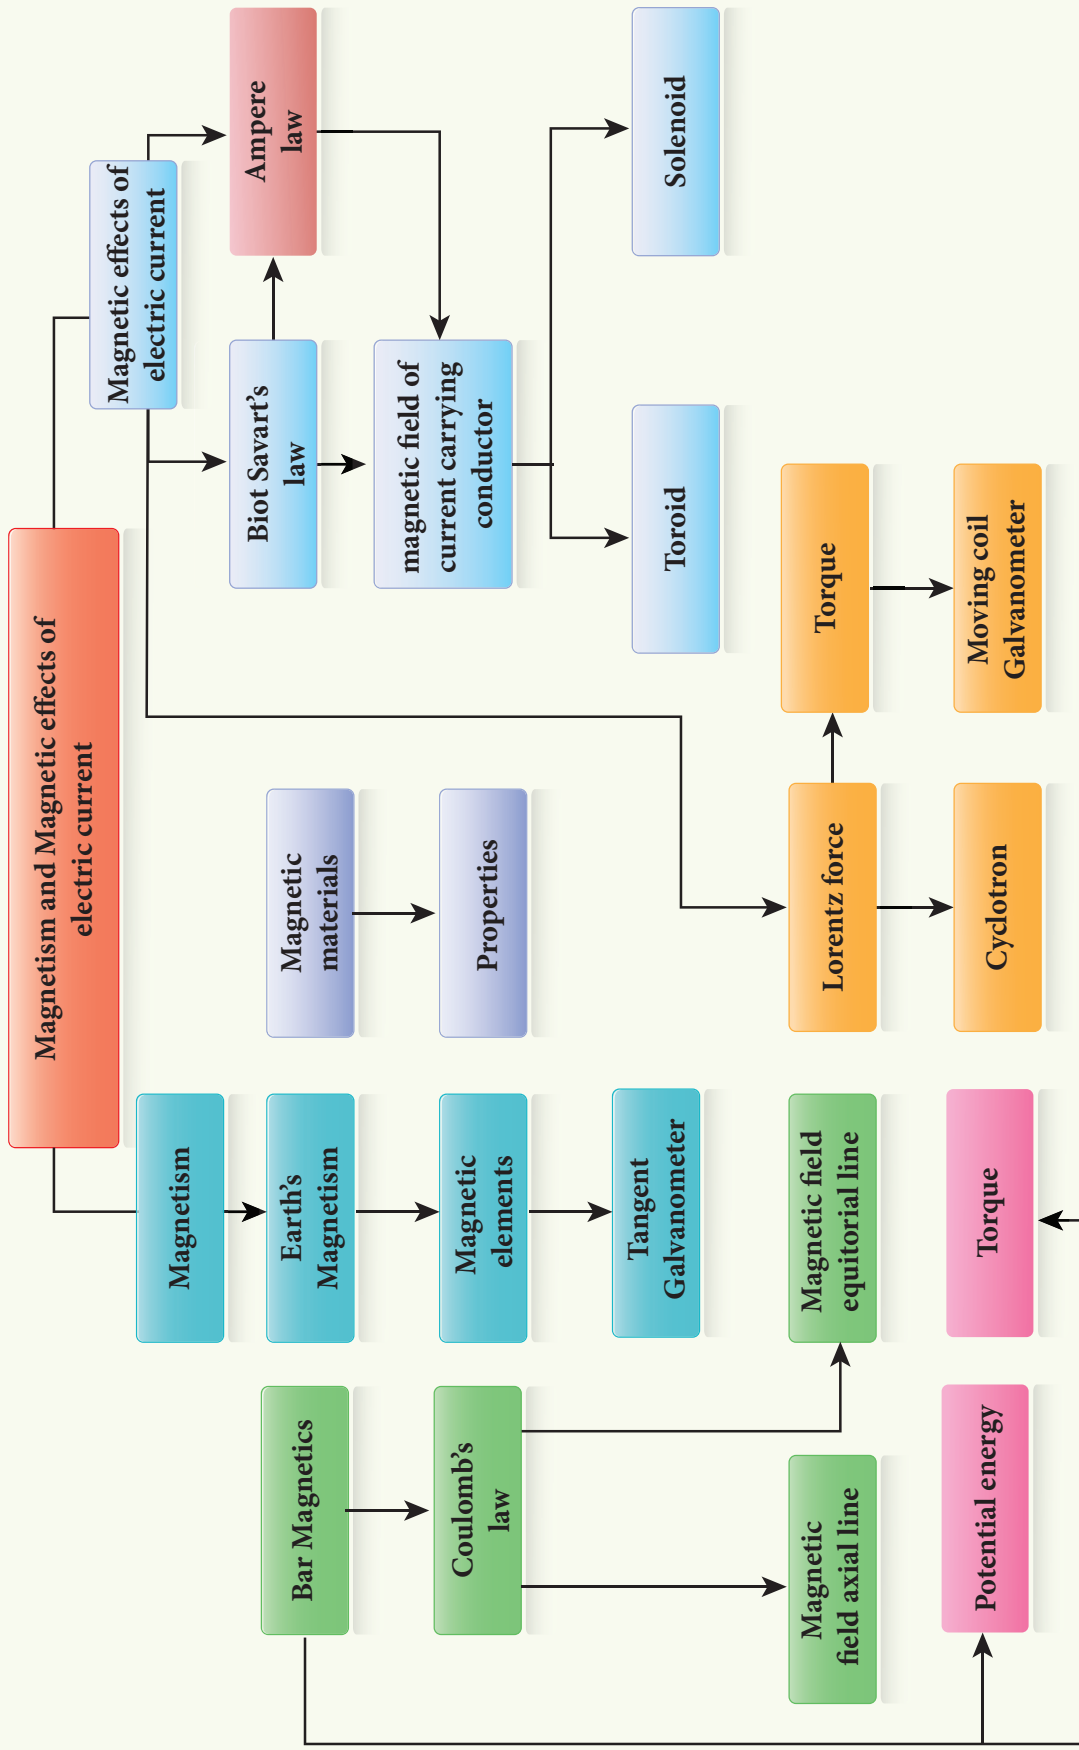 Magnetism and Magnetic effects of
electric current
Magnetism
Earth's
Magnetism
Magnetic
elements
Tangent
Galvanometer
Magnetic effects of
electric current
Biot Savart's
law
Ampere
law
magnetic field of
current carrying
conductor
Toroid
Solenoid
Magnetic
materials
Properties
Bar Magnetics
Coulomb's
law
Magnetic
field axial line
Magnetic field
equitorial line
Lorentz force
Torque
Cyclotron
Moving coil
Galvanometer
Potential energy
Torque